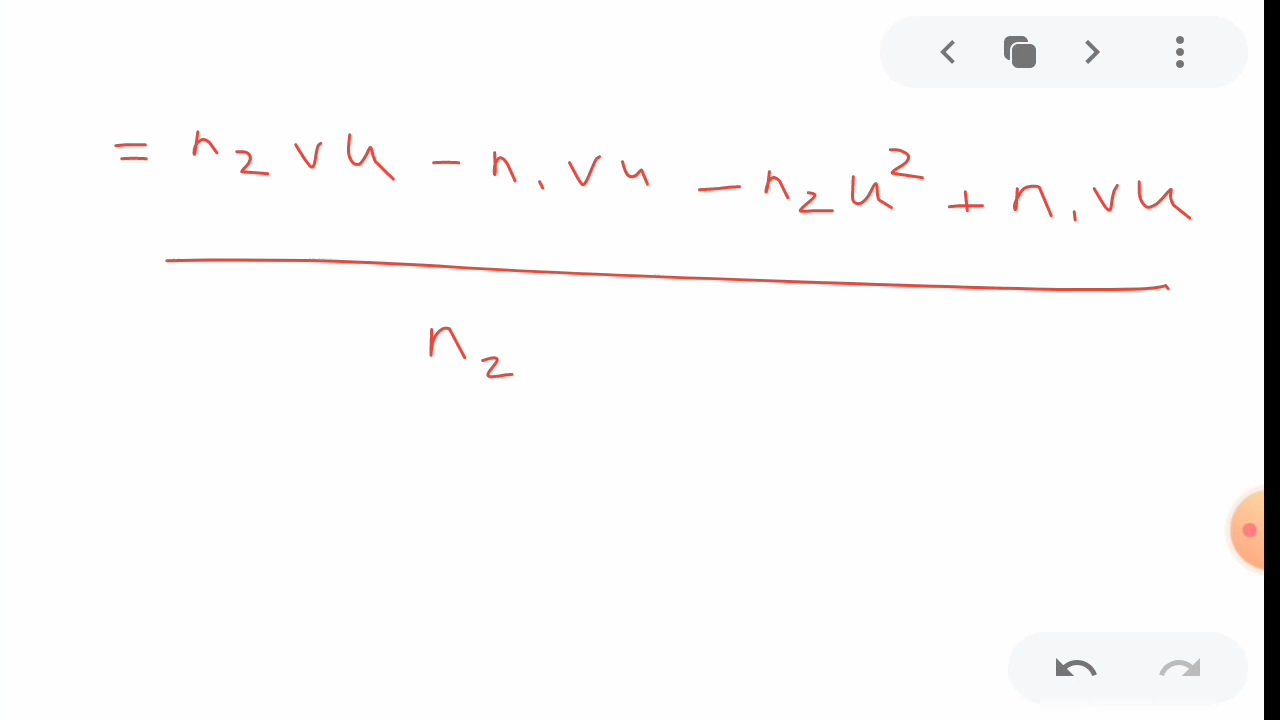 = n₂vu - n₁vu - n₂u² + n₁vu
n₂